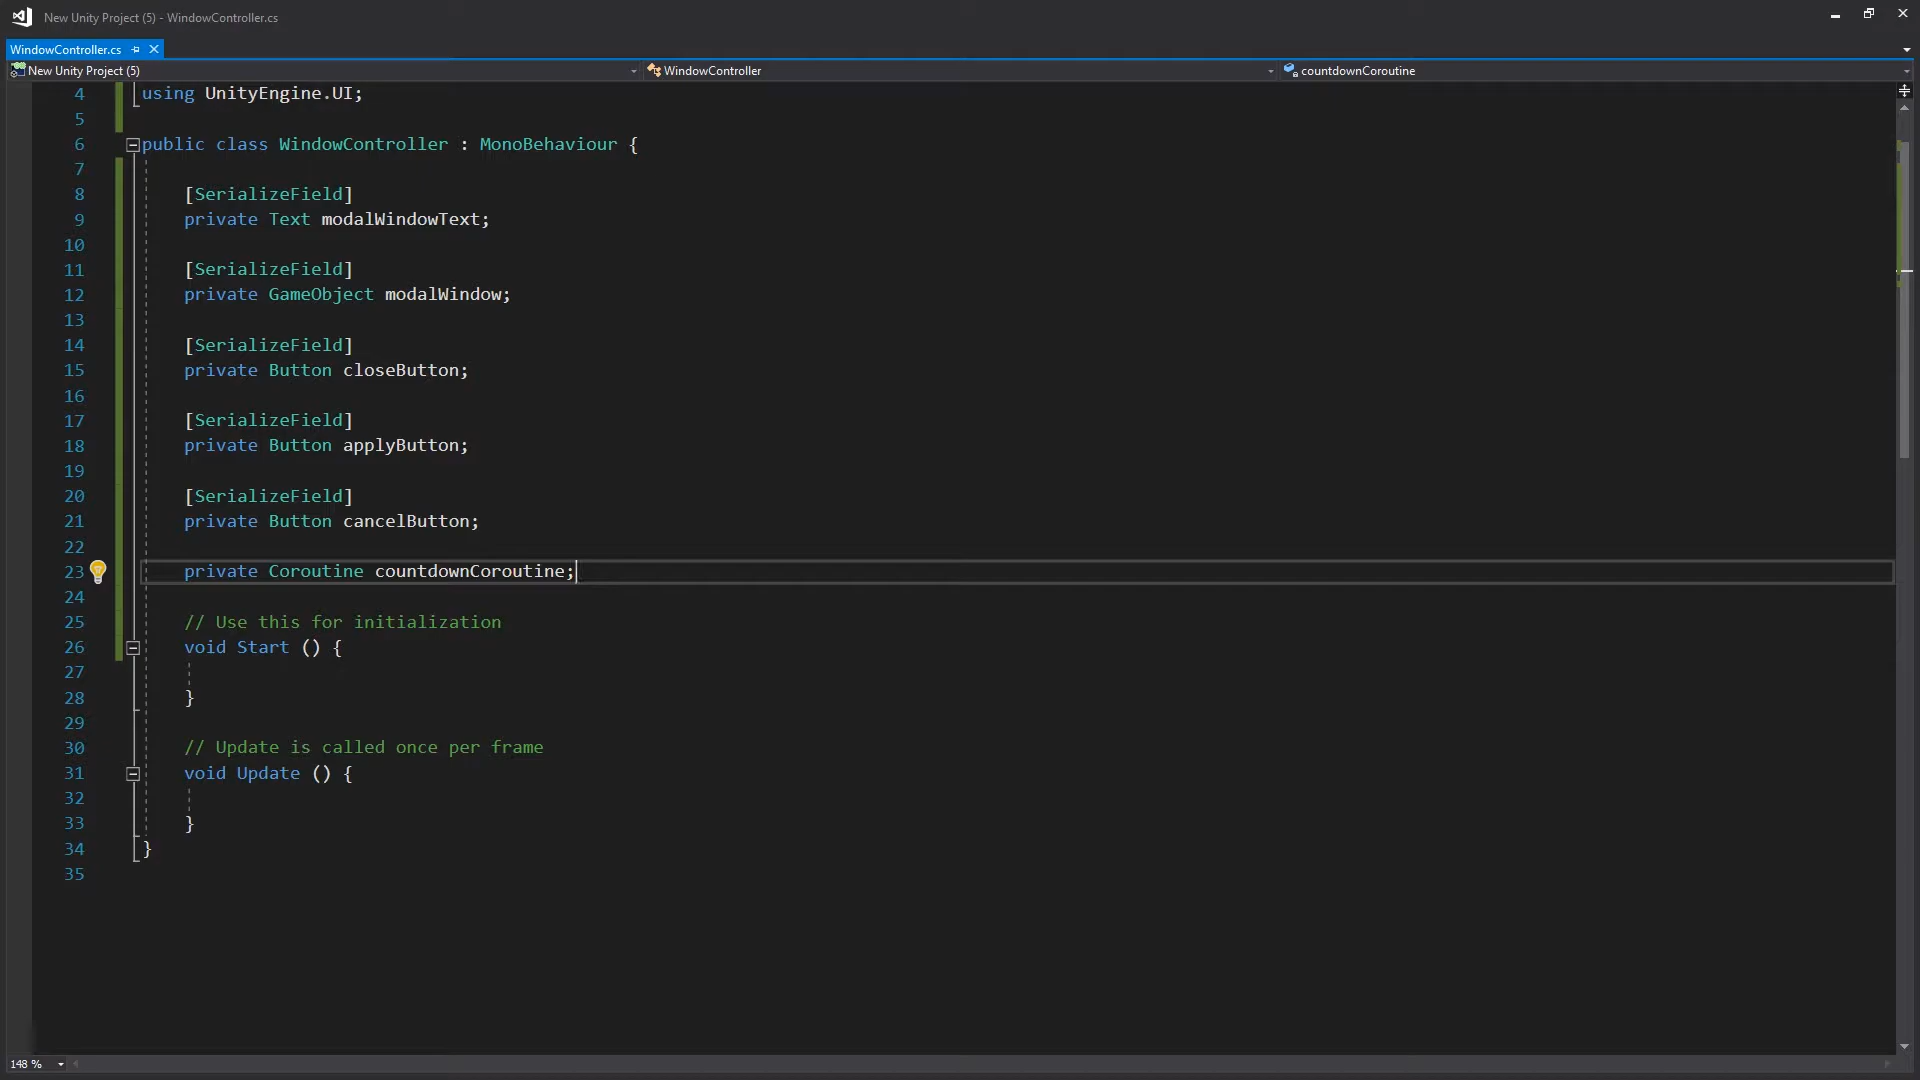 New Unity Project (5) - WindowController.cs
WindowController.cs
New Unity Project (5) WindowController countdownCoroutine
4 using UnityEngine.UI;
5
6 public class WindowController : MonoBehaviour {
7
8 [SerializeField]
9 private Text modalWindowText;
10
11 [SerializeField]
12 private GameObject modalWindow;
13
14 [SerializeField]
15 private Button closeButton;
16
17 [SerializeField]
18 private Button applyButton;
19
20 [SerializeField]
21 private Button cancelButton;
22
23 private Coroutine countdownCoroutine;
24
25 // Use this for initialization
26 void Start () {
27
28 }
29
30 // Update is called once per frame
31 void Update () {
32
33 }
34 }
35
148 %